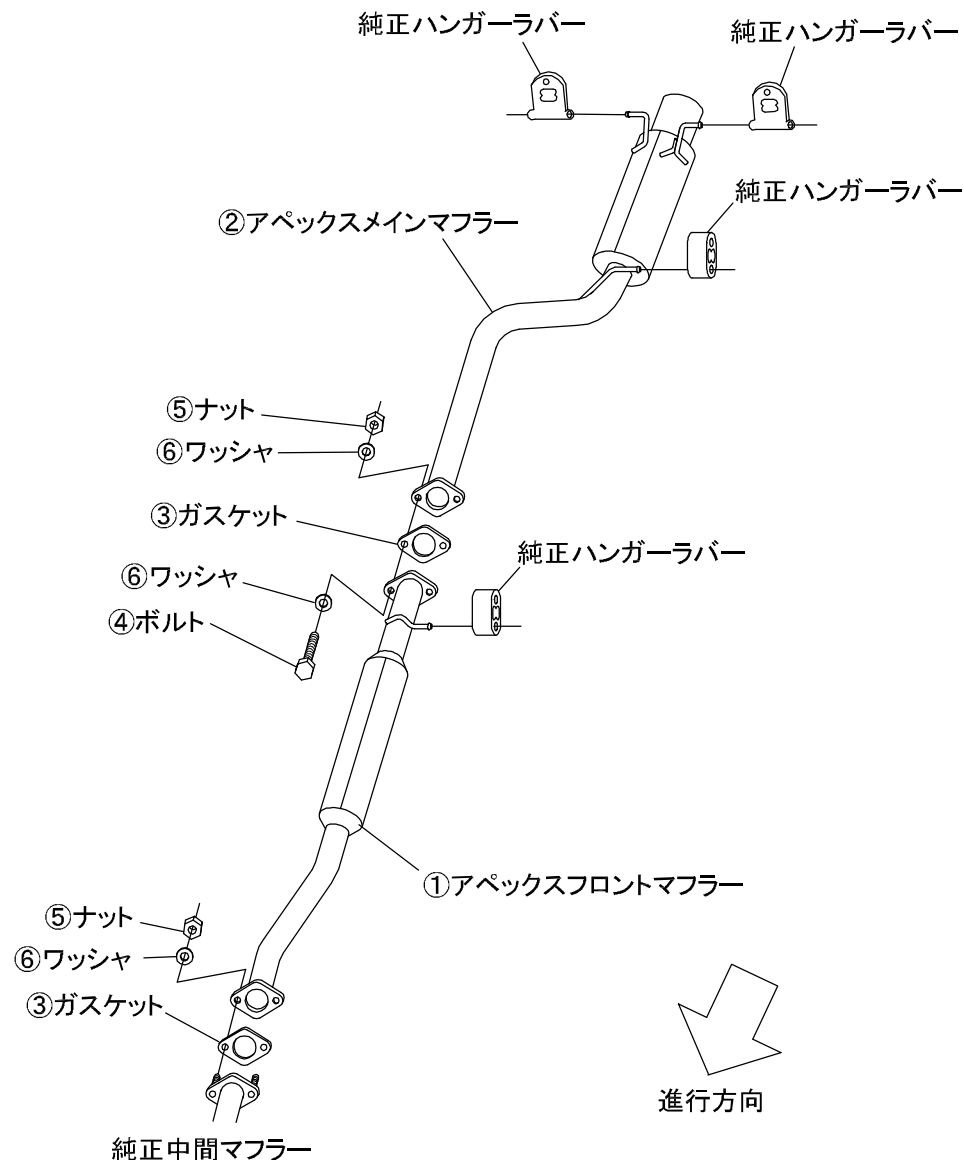 純正ハンガーラバー
純正ハンガーラバー
純正ハンガーラバー
②アペックスメインマフラー
⑤ナット
⑥ワッシャ
③ガスケット
純正ハンガーラバー
⑥ワッシャ
④ボルト
①アペックスフロントマフラー
⑤ナット
⑥ワッシャ
③ガスケット
進行方向
純正中間マフラー